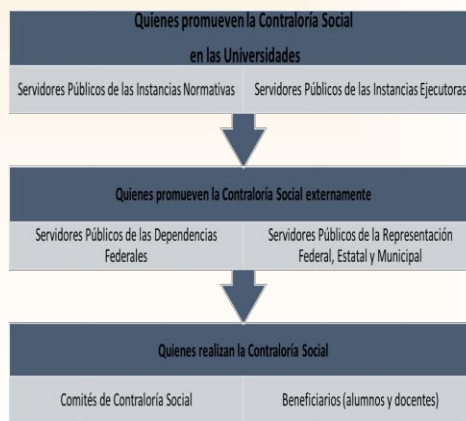 Quienes promueven la Contraloría Social
en las Universidades
Servidores Públicos de las Instancias Normativas
Servidores Públicos de las Instancias Ejecutoras
Quienes promueven la Contraloría Social externamente
Servidores Públicos de las Dependencias
Federales
Servidores Públicos de la Representación
Federal, Estatal y Municipal
Quienes realizan la Contraloría Social
Comités de Contraloría Social
Beneficiarios (alumnos y docentes)